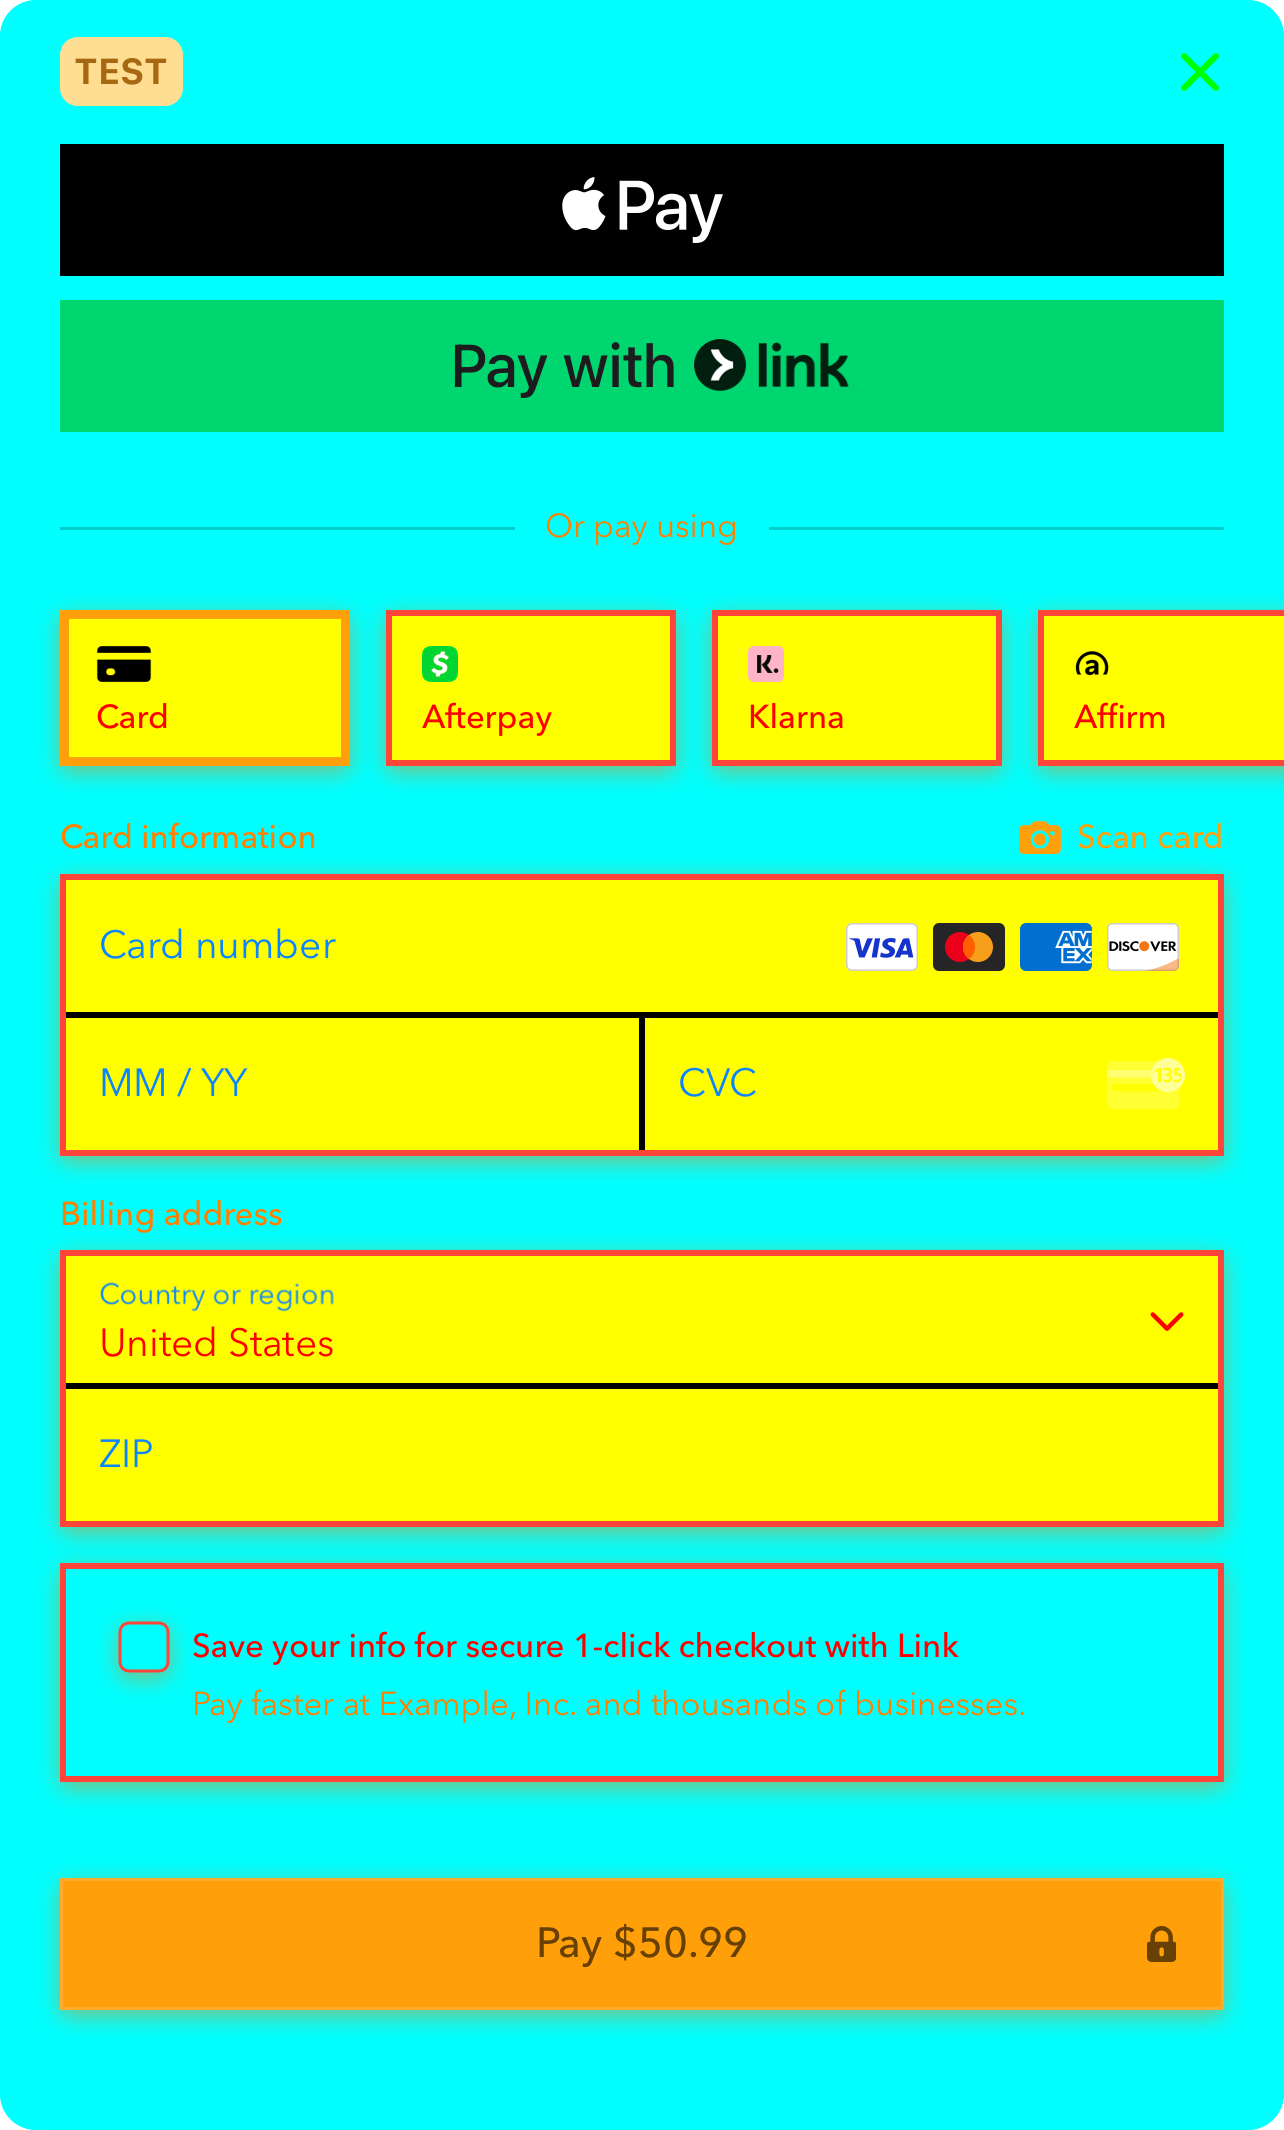 TEST
Pay
Pay with link
Or pay using
Card
Afterpay
Klarna
Affirm
Card information
Scan card
Card number
VISA
AM
EX
DISCOVER
MM / YY
CVC
135
Billing address
Country or region
United States
ZIP
Save your info for secure 1-click checkout with Link
Pay faster at Example, Inc. and thousands of businesses.
Pay $50.99